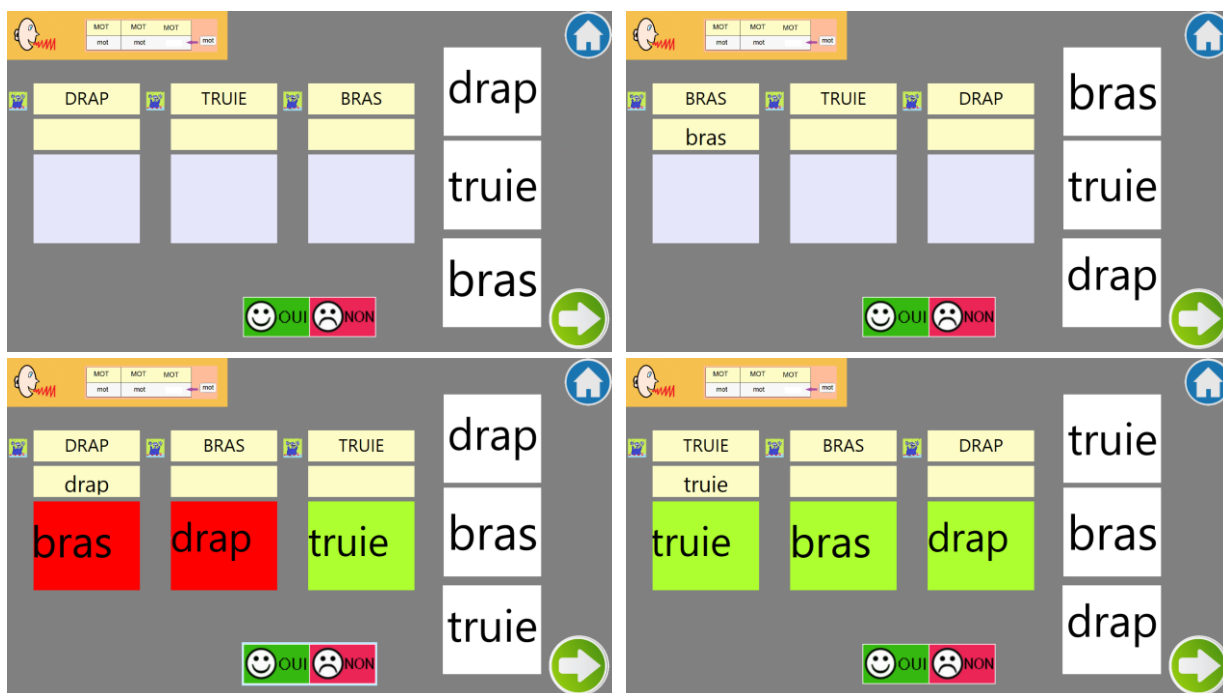 MOT MOT MOT
mot mot mot
DRAP TRUIE BRAS
drap
truie
bras
OUI NON
MOT MOT MOT
mot mot mot
BRAS TRUIE DRAP
bras
bras
truie
drap
OUI NON
MOT MOT MOT
mot mot mot
DRAP BRAS TRUIE
drap
bras drap truie
drap
bras
truie
OUI NON
MOT MOT MOT
mot mot mot
TRUIE BRAS DRAP
truie
truie bras drap
truie
bras
drap
OUI NON